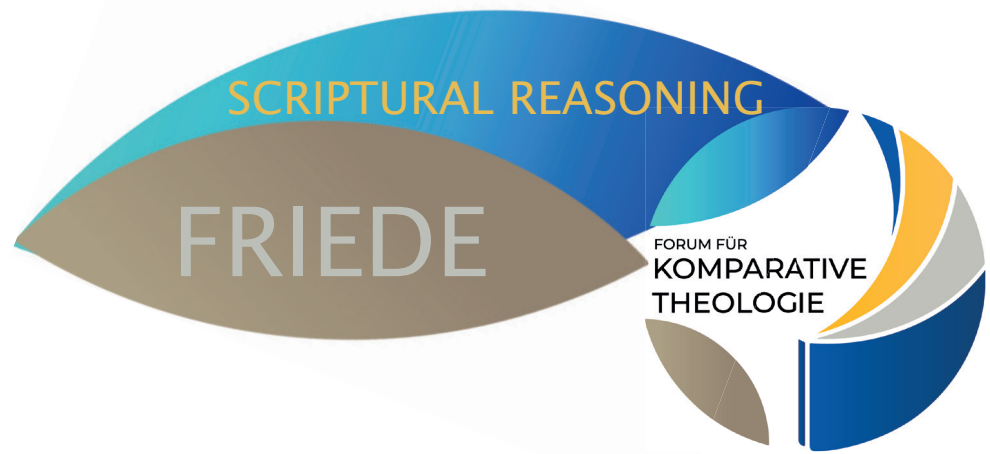 SCRIPTURAL REASONING
FRIEDE
FORUM FÜR
KOMPARATIVE
THEOLOGIE